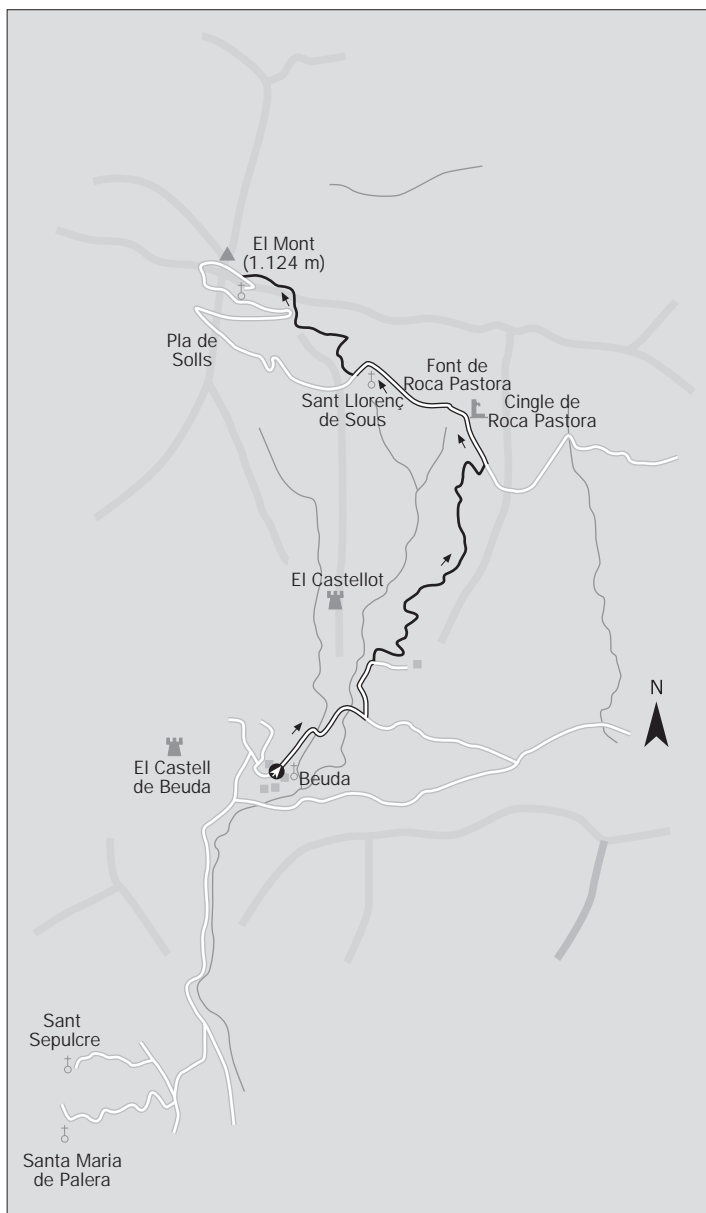 El Mont
(1.124 m)
Pla de
Solls
Font de
Roca Pastora
Sant Llorenç
de Sous
Cingle de
Roca Pastora
El Castellot
N
El Castell
de Beuda
Beuda
Sant
Sepulcre
Santa Maria
de Palera